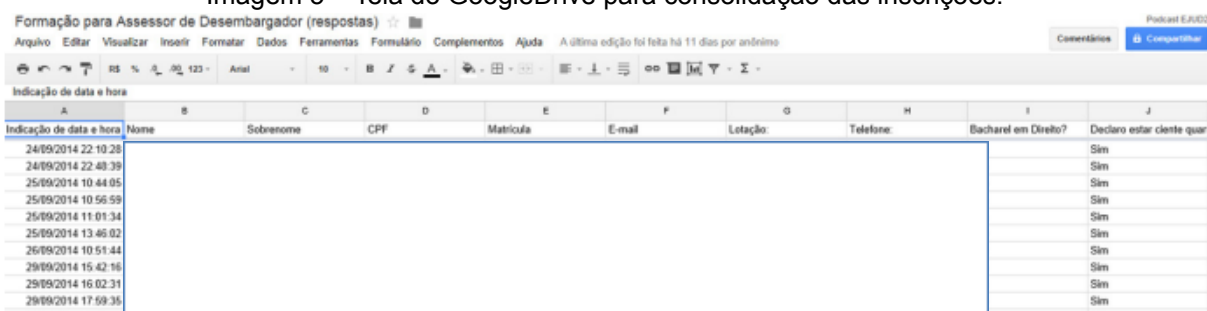 Imagem 5 – Tela do GoogleDrive para consolidação das inscrições.
Formação para Assessor de Desembargador (respostas)
Podcast EJUD2
Arquivo Editar Visualizar Inserir Formatar Dados Ferramentas Formulário Complementos Ajuda A última edição foi feita há 11 dias por anônimo
Comentários Compartilhar
R$ % .0_ .00_ 123 Arial 10 B I S A Σ
Indicação de data e hora
A B C D E F G H I J
Indicação de data e hora Nome Sobrenome CPF Matrícula E-mail Lotação: Telefone: Bacharel em Direito? Declaro estar ciente quan
24/09/2014 22:10:28 Sim
24/09/2014 22:48:39 Sim
25/09/2014 10:44:05 Sim
25/09/2014 10:56:59 Sim
25/09/2014 11:01:34 Sim
25/09/2014 13:46:02 Sim
26/09/2014 10:51:44 Sim
29/09/2014 15:42:16 Sim
29/09/2014 16:02:31 Sim
29/09/2014 17:59:35 Sim